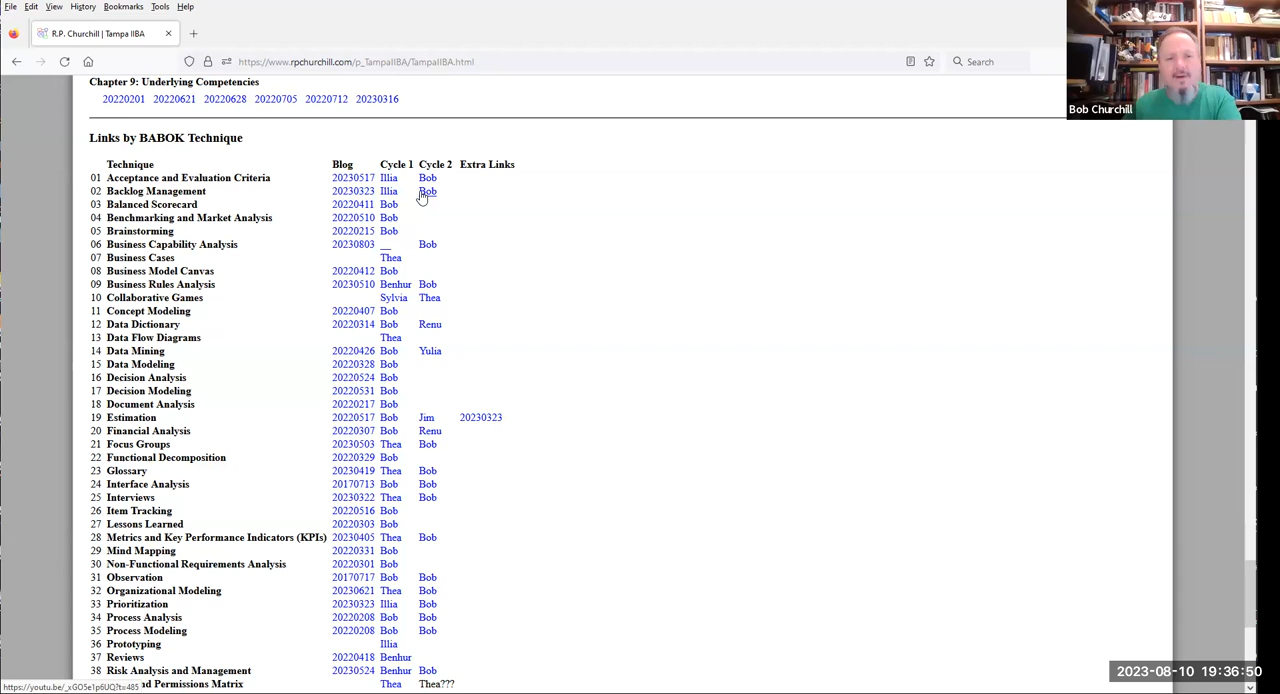 File Edit View History Bookmarks Tools Help
R.P. Churchill | Tampa IIBA
https://www.rpchurchill.com/p_TampaIIBA/TampaIIBA.html
Search
Bob Churchill
Chapter 9: Underlying Competencies
20220201 20220621 20220628 20220705 20220712 20230316
Links by BABOK Technique
Technique Blog Cycle 1 Cycle 2 Extra Links
01 Acceptance and Evaluation Criteria 20230517 Illia Bob
02 Backlog Management 20230323 Illia Bob
03 Balanced Scorecard 20220411 Bob
04 Benchmarking and Market Analysis 20220510 Bob
05 Brainstorming 20220215 Bob
06 Business Capability Analysis 20230803 __ Bob
07 Business Cases Thea
08 Business Model Canvas 20220412 Bob
09 Business Rules Analysis 20230510 Benhur Bob
10 Collaborative Games Sylvia Thea
11 Concept Modeling 20220407 Bob
12 Data Dictionary 20220314 Bob Renu
13 Data Flow Diagrams Thea
14 Data Mining 20220426 Bob Yulia
15 Data Modeling 20220328 Bob
16 Decision Analysis 20220524 Bob
17 Decision Modeling 20220531 Bob
18 Document Analysis 20220217 Bob
19 Estimation 20220517 Bob Jim 20230323
20 Financial Analysis 20220307 Bob Renu
21 Focus Groups 20230503 Thea Bob
22 Functional Decomposition 20220329 Bob
23 Glossary 20230419 Thea Bob
24 Interface Analysis 20170713 Bob Bob
25 Interviews 20230322 Thea Bob
26 Item Tracking 20220516 Bob
27 Lessons Learned 20220303 Bob
28 Metrics and Key Performance Indicators (KPIs) 20230405 Thea Bob
29 Mind Mapping 20220331 Bob
30 Non-Functional Requirements Analysis 20220301 Bob
31 Observation 20170717 Bob Bob
32 Organizational Modeling 20230621 Thea Bob
33 Prioritization 20230323 Illia Bob
34 Process Analysis 20220208 Bob Bob
35 Process Modeling 20220208 Bob Bob
36 Prototyping Illia
37 Reviews 20220418 Benhur
38 Risk Analysis and Management 20230524 Benhur Bob
d Permissions Matrix Thea Thea???
https://youtu.be/_xGO5e1p6UQ?t=485
2023-08-10 19:36:50